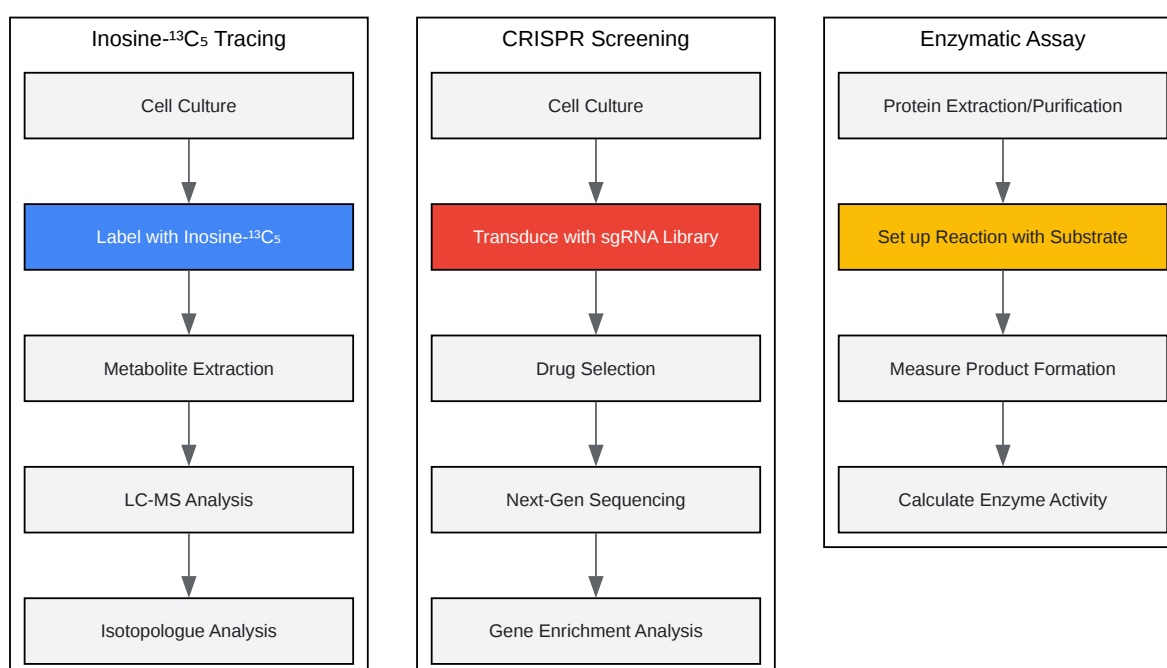 Inosine-¹³C₅ Tracing
Cell Culture
Label with Inosine-¹³C₅
Metabolite Extraction
LC-MS Analysis
Isotopologue Analysis
CRISPR Screening
Cell Culture
Transduce with sgRNA Library
Drug Selection
Next-Gen Sequencing
Gene Enrichment Analysis
Enzymatic Assay
Protein Extraction/Purification
Set up Reaction with Substrate
Measure Product Formation
Calculate Enzyme Activity